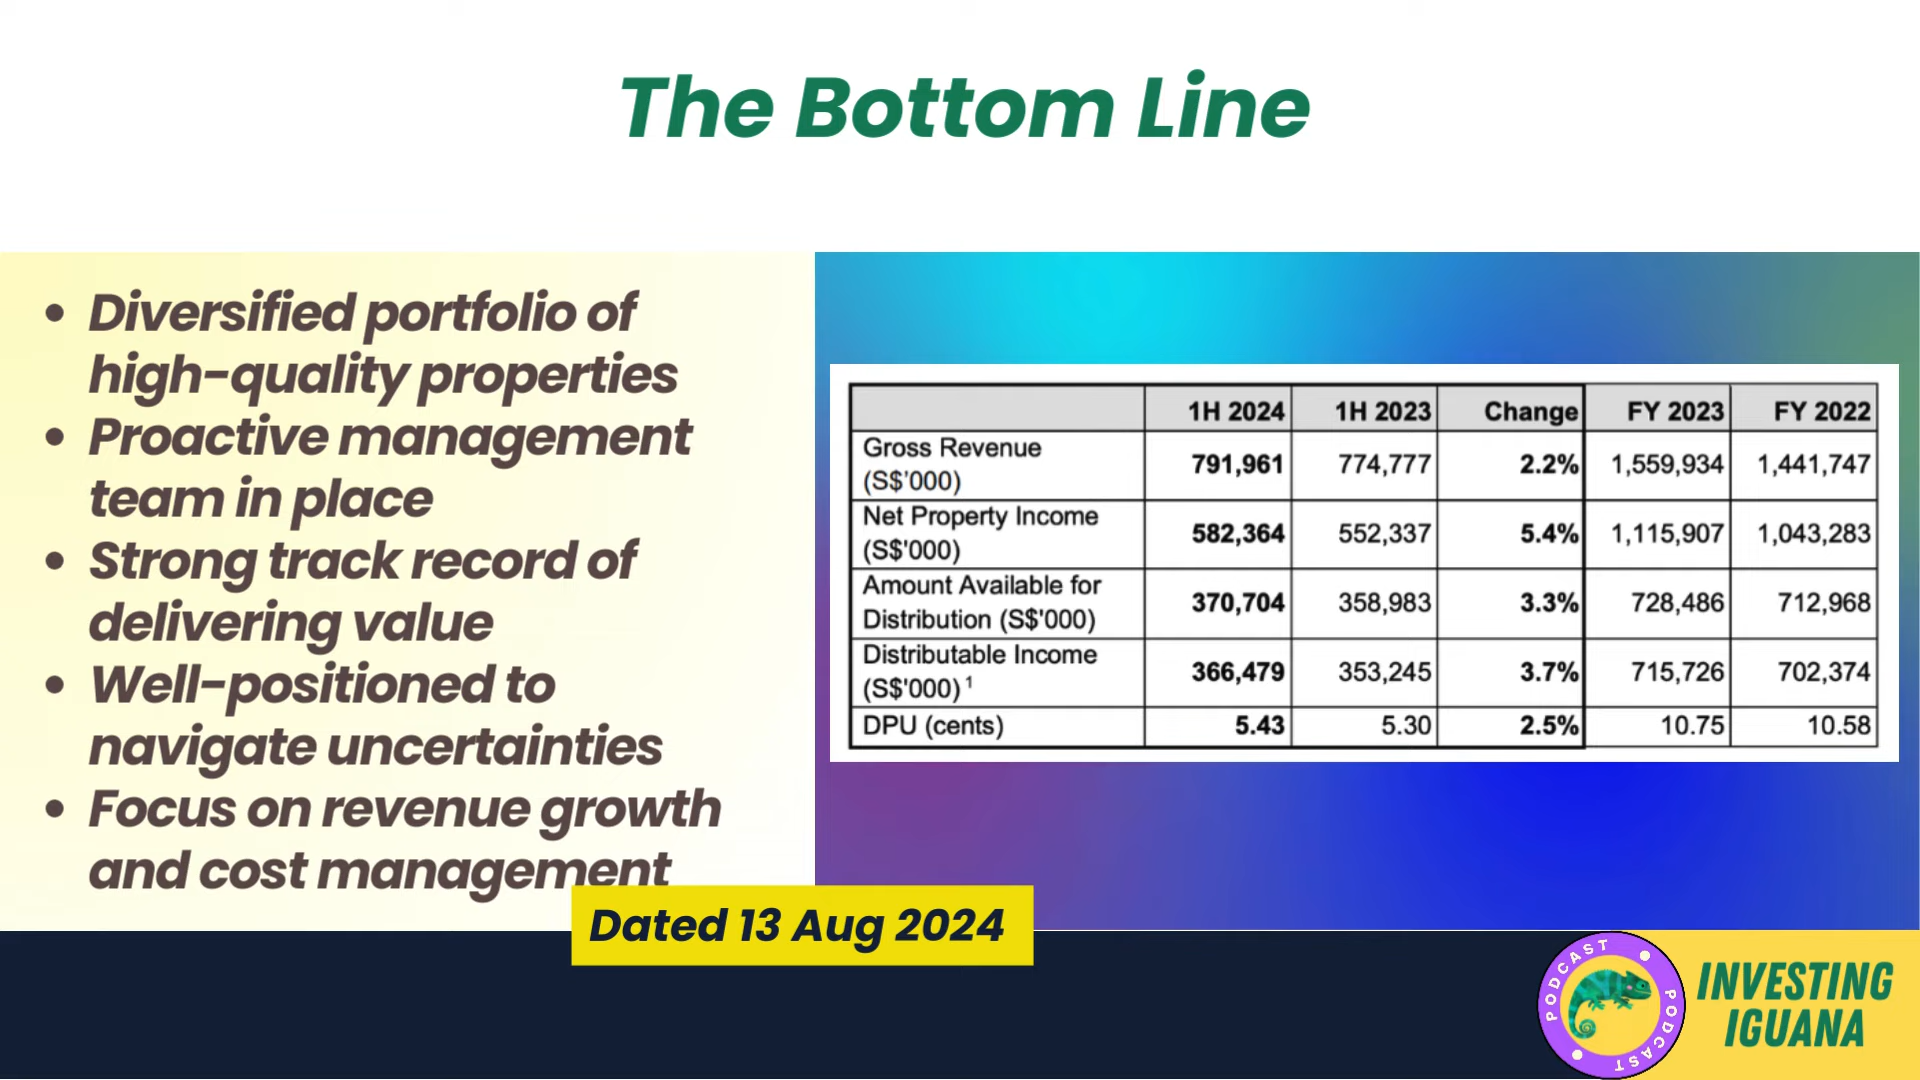 The Bottom Line
• Diversified portfolio of
high-quality properties
• Proactive management
team in place
• Strong track record of
delivering value
• Well-positioned to
navigate uncertainties
• Focus on revenue growth
and cost management
1H 2024 1H 2023 Change FY 2023 FY 2022
Gross Revenue
(S$'000) 791,961 774,777 2.2% 1,559,934 1,441,747
Net Property Income
(S$'000) 582,364 552,337 5.4% 1,115,907 1,043,283
Amount Available for
Distribution (S$'000) 370,704 358,983 3.3% 728,486 712,968
Distributable Income
(S$'000) ¹ 366,479 353,245 3.7% 715,726 702,374
DPU (cents) 5.43 5.30 2.5% 10.75 10.58
Dated 13 Aug 2024
PODCAST
PODCAST
INVESTING
IGUANA